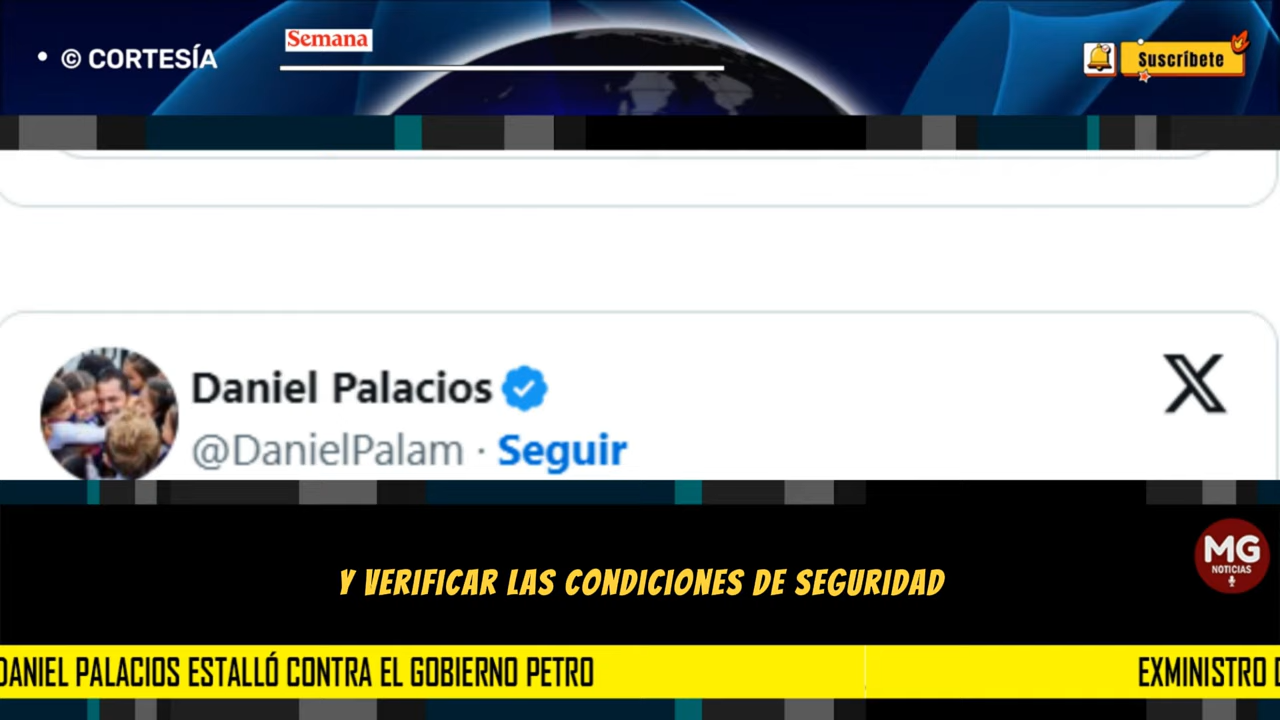 • © CORTESÍA
Semana
Suscríbete
Daniel Palacios
@DanielPalam · Seguir
Y VERIFICAR LAS CONDICIONES DE SEGURIDAD
MG
NOTICIAS
DANIEL PALACIOS ESTALLÓ CONTRA EL GOBIERNO PETRO
EXMINISTRO